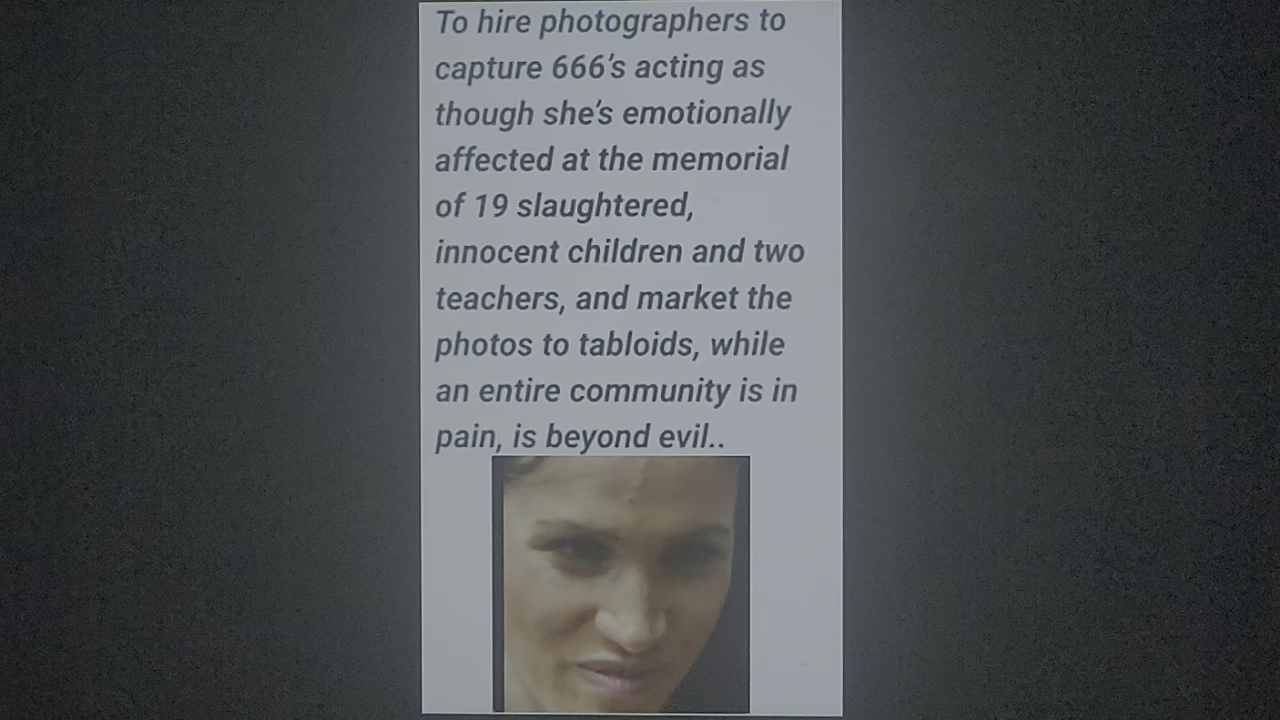 To hire photographers to
capture 666's acting as
though she's emotionally
affected at the memorial
of 19 slaughtered,
innocent children and two
teachers, and market the
photos to tabloids, while
an entire community is in
pain, is beyond evil..